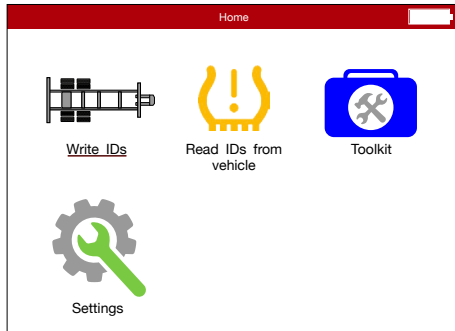 Home
Write IDs
Read IDs from
vehicle
Toolkit
Settings